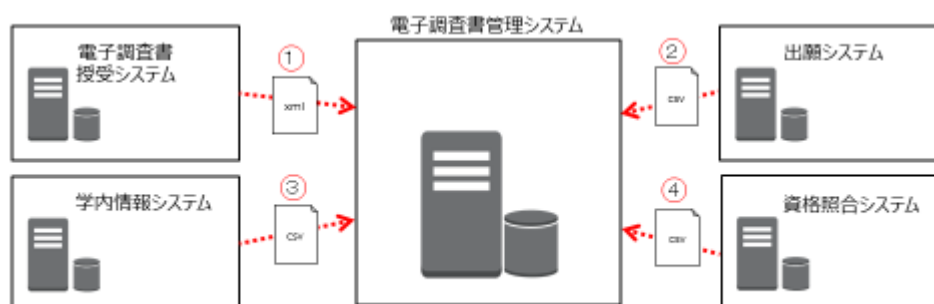 電子調査書管理システム
電子調査書
授受システム
①
xml
②
CSV
出願システム
学内情報システム
③
CSV
④
CSV
資格照合システム